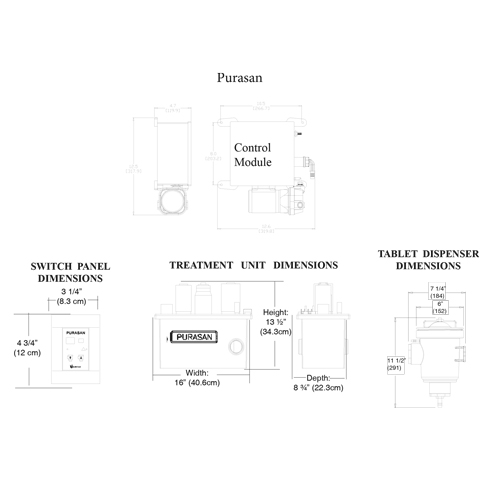 Purasan
Control
Module
SWITCH PANEL
DIMENSIONS
3 1/4"
(8.3 cm)
4 3/4"
(12 cm)
PURASAN
TREATMENT UNIT DIMENSIONS
PURASAN
Height:
13 ½"
(34.3cm)
Width:
16" (40.6cm)
Depth:
8 ¾" (22.3cm)
TABLET DISPENSER
DIMENSIONS
7 1/4"
(184)
6"
(152)
11 1/2"
(291)